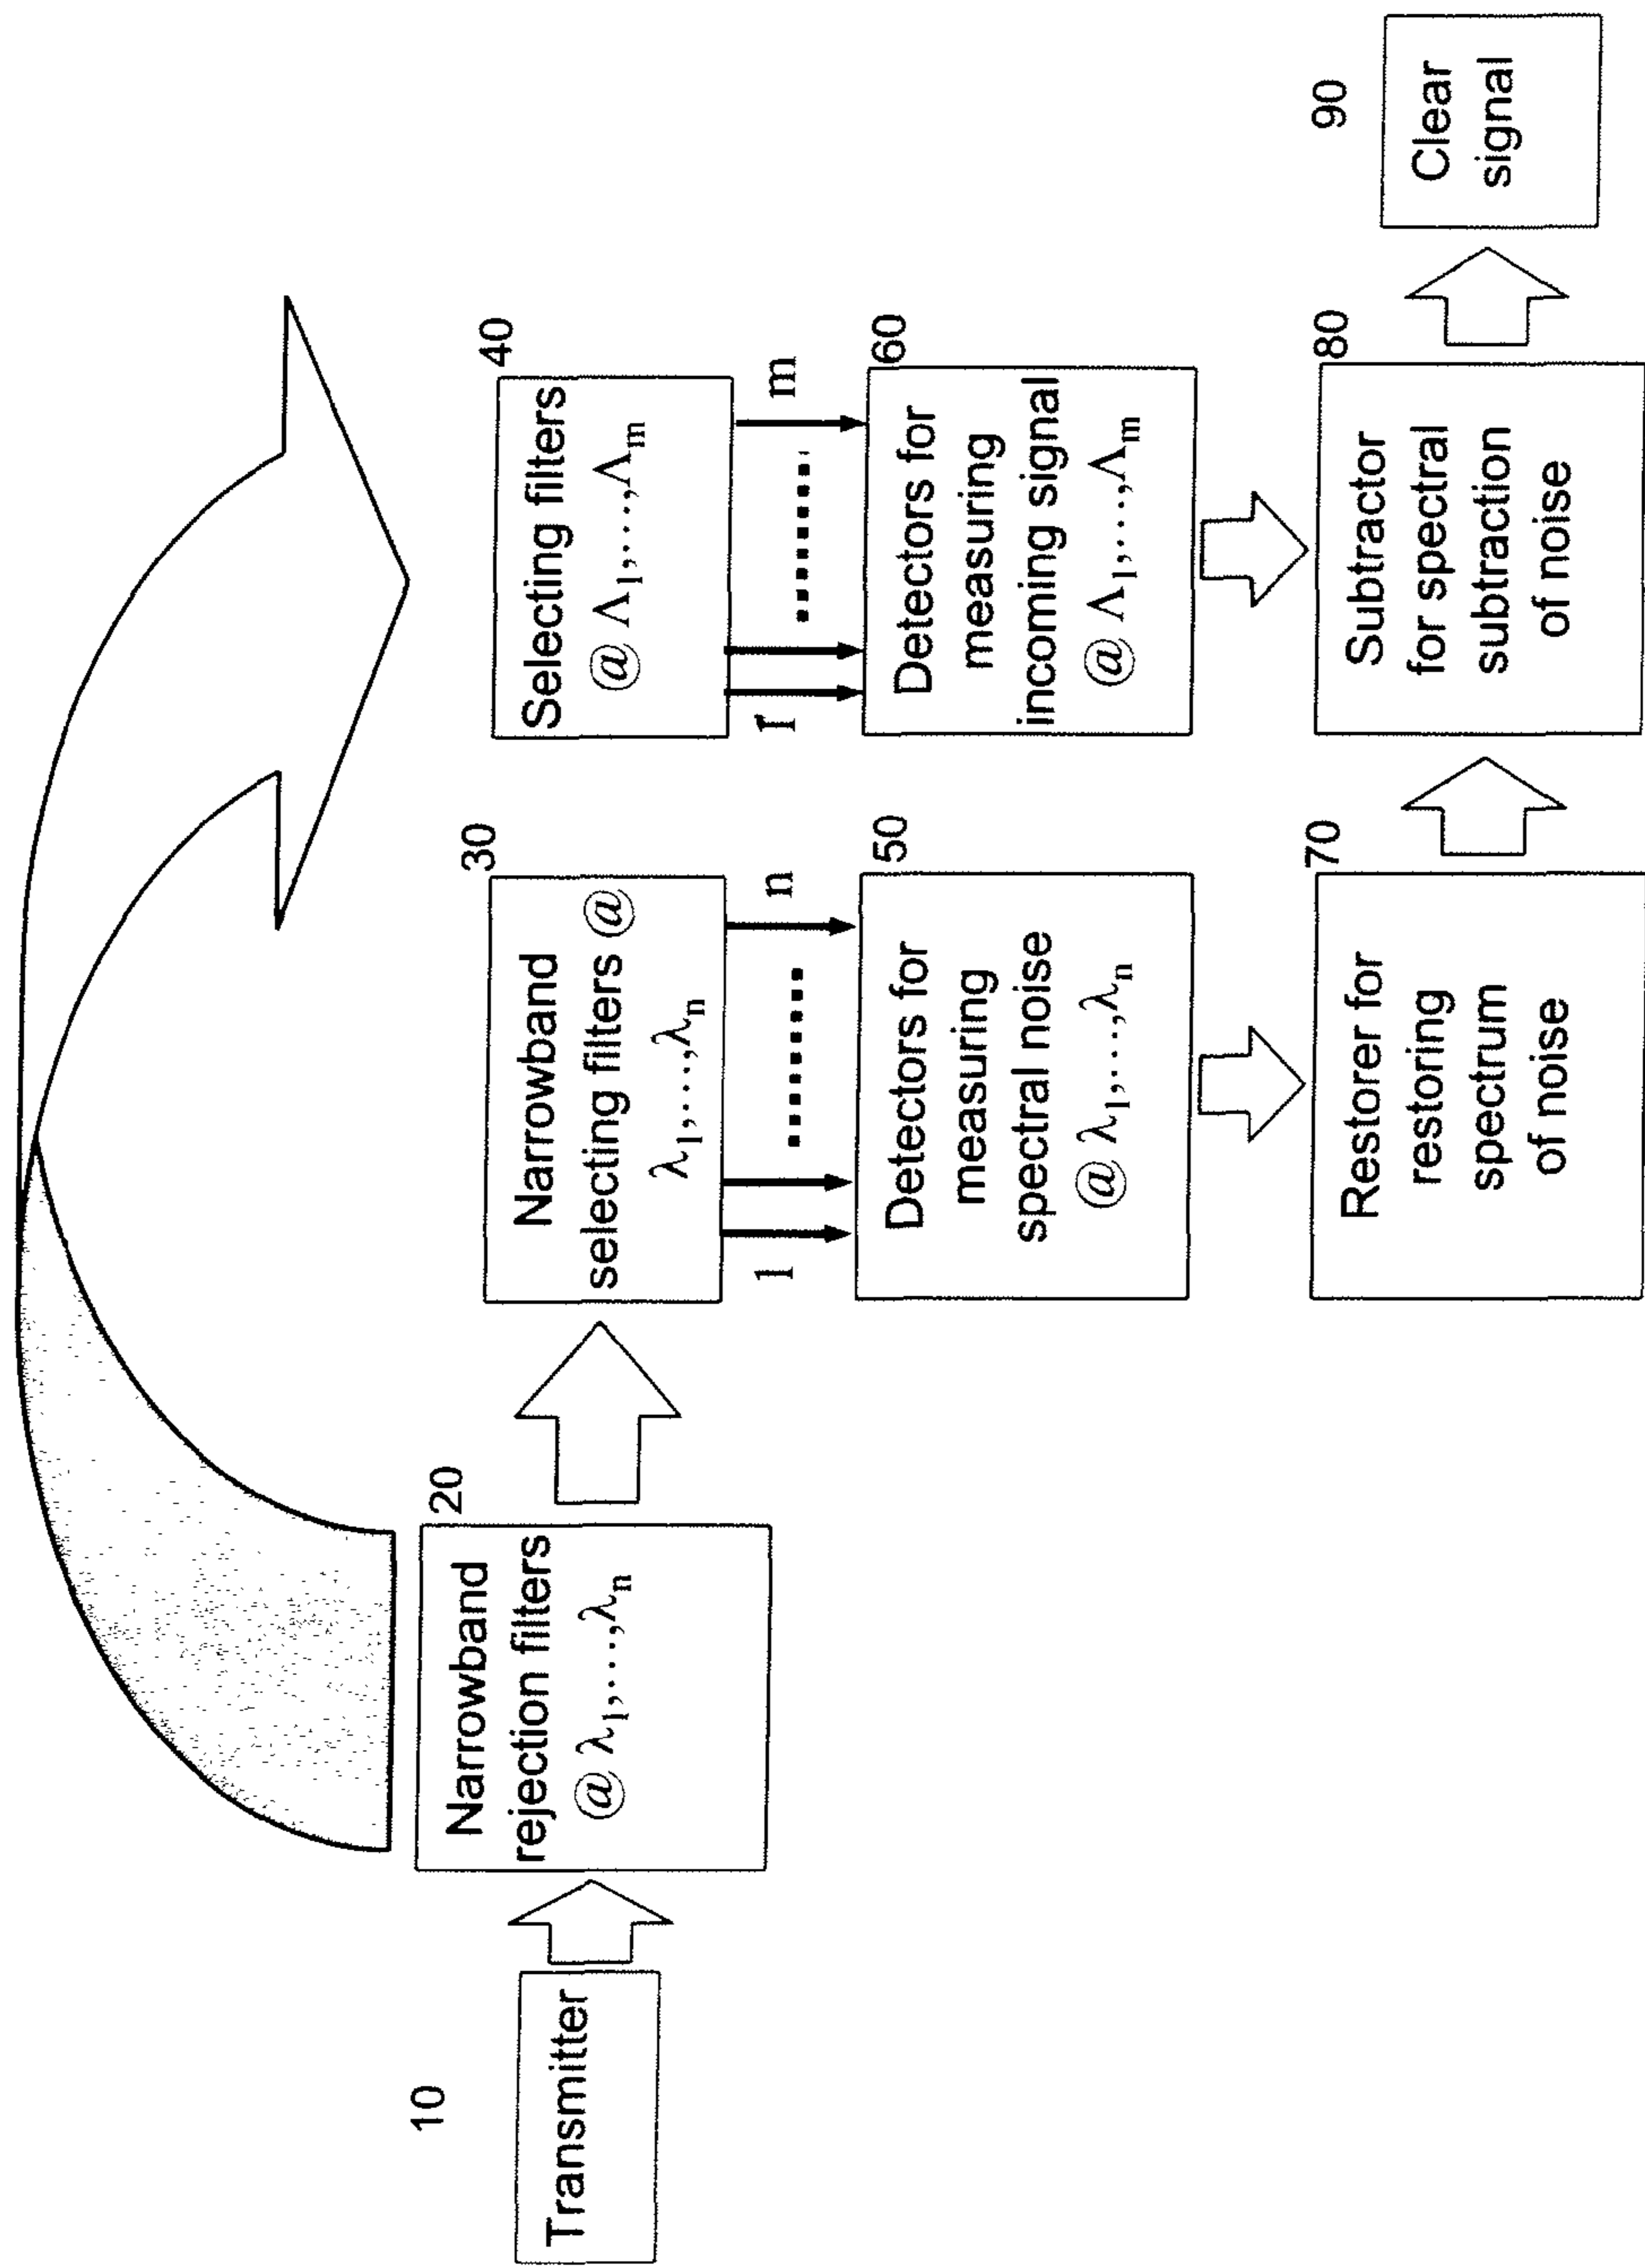 10
Transmitter
20
Narrowband
rejection filters
@ λ₁,…,λₙ
30
Narrowband
selecting filters @
λ₁,…,λₙ
1
n
40
Selecting filters
@ Λ₁,…,Λₘ
1
m
50
Detectors for
measuring
spectral noise
@ λ₁,…,λₙ
60
Detectors for
measuring
incoming signal
@ Λ₁,…,Λₘ
70
Restorer for
restoring
spectrum
of noise
80
Subtractor
for spectral
subtraction
of noise
90
Clear
signal